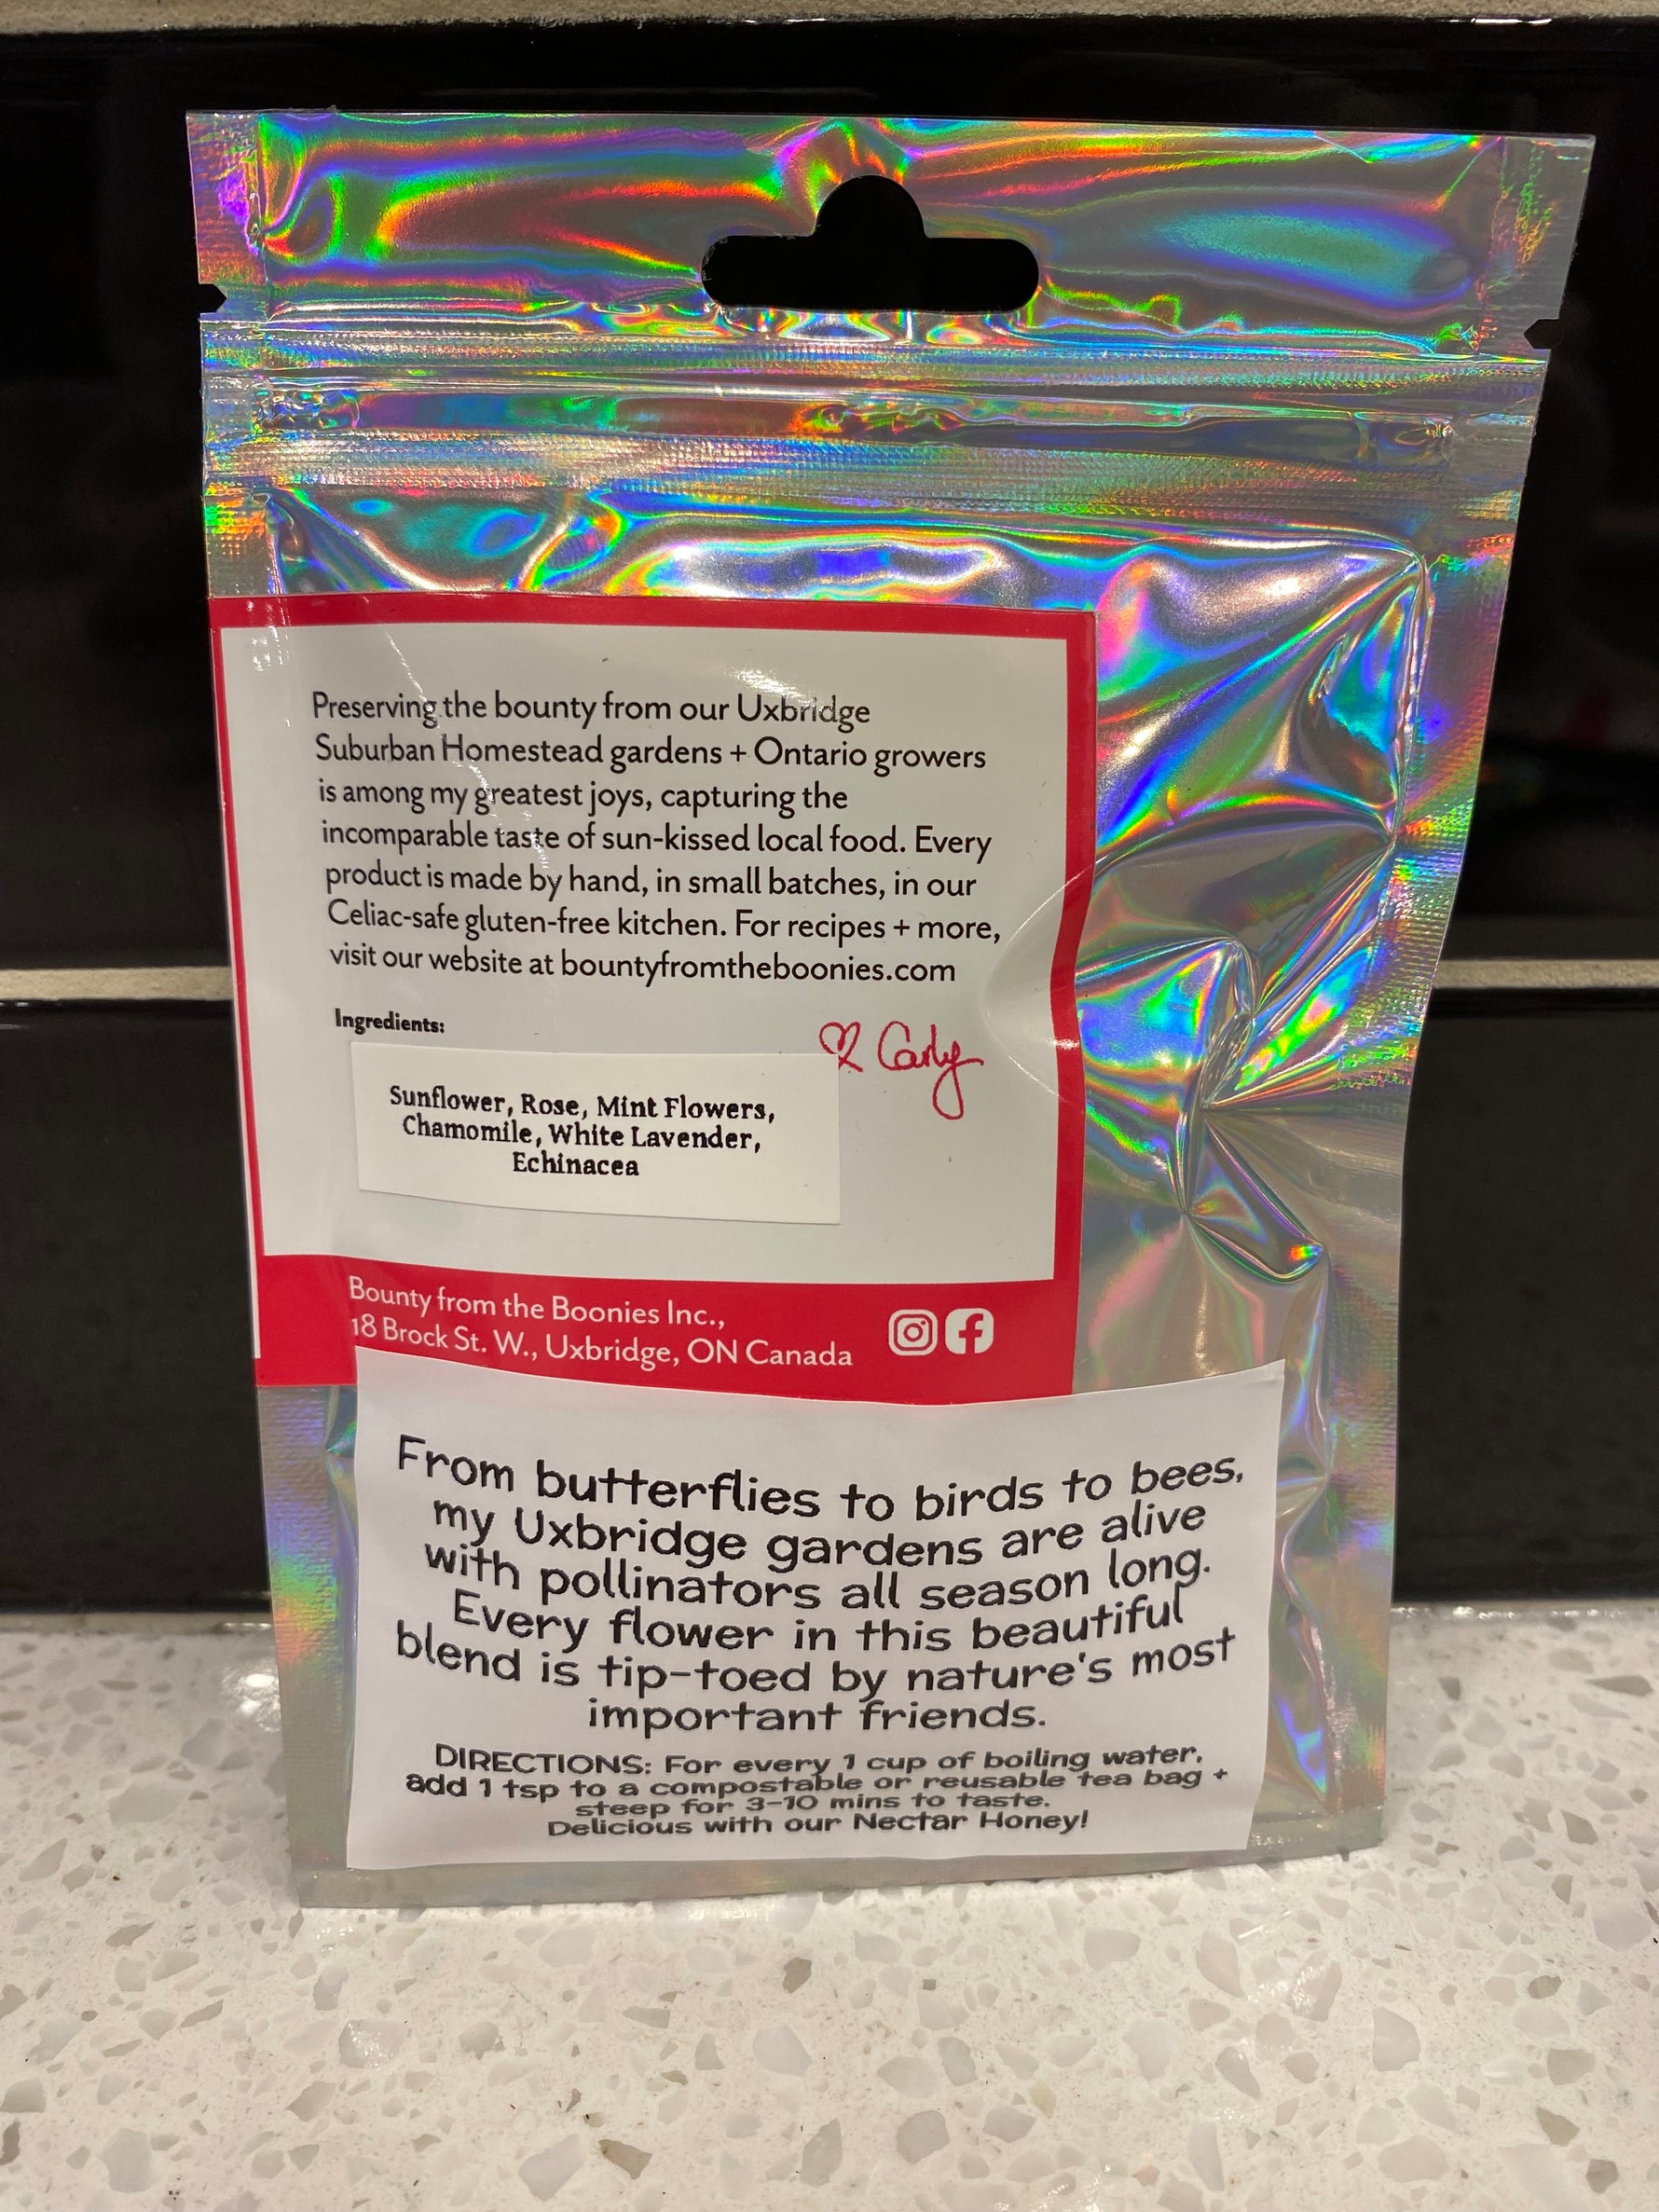 Preserving the bounty from our Uxbridge
Suburban Homestead gardens + Ontario growers
is among my greatest joys, capturing the
incomparable taste of sun-kissed local food. Every
product is made by hand, in small batches, in our
Celiac-safe gluten-free kitchen. For recipes + more,
visit our website at bountyfromtheboonies.com
Ingredients:
Carly
Sunflower, Rose, Mint Flowers,
Chamomile, White Lavender,
Echinacea
Bounty from the Boonies Inc.,
18 Brock St. W., Uxbridge, ON Canada
From butterflies to birds to bees,
my Uxbridge gardens are alive
with pollinators all season long.
Every flower in this beautiful
blend is tip-toed by nature's most
important friends.
DIRECTIONS: For every 1 cup of boiling water,
add 1 tsp to a compostable or reusable tea bag +
steep for 3-10 mins to taste.
Delicious with our Nectar Honey!